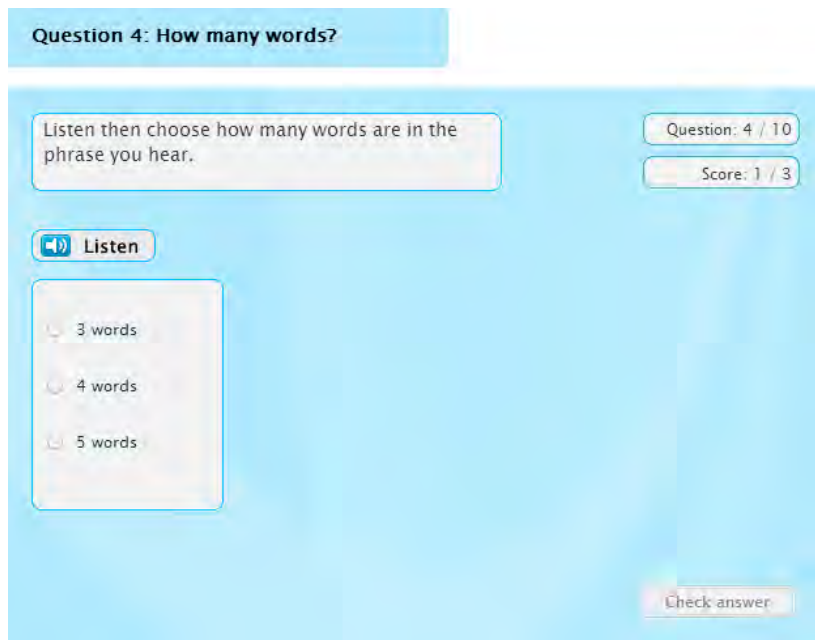 Question 4: How many words?
Listen then choose how many words are in the
phrase you hear.
Question: 4 / 10
Score: 1 / 3
Listen
3 words
4 words
5 words
Check answer